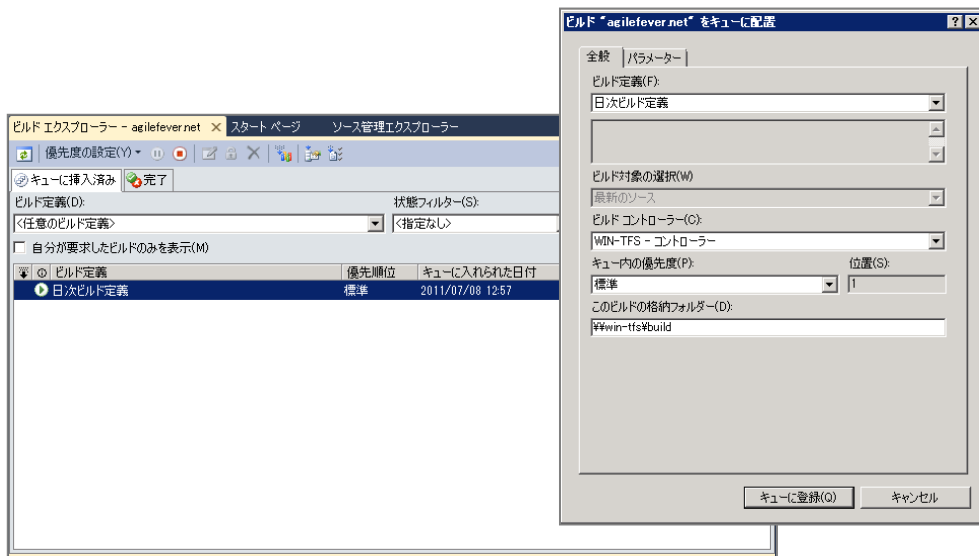 ビルド "agilefever.net" をキューに配置
全般
パラメーター
ビルド定義(F):
日次ビルド定義
ビルド対象の選択(W)
最新のソース
ビルド コントローラー(C):
WIN-TFS - コントローラー
キュー内の優先度(P):
位置(S):
標準
1
このビルドの格納フォルダー(D):
¥¥win-tfs¥build
キューに登録(Q)
キャンセル
ビルド エクスプローラー - agilefever.net
スタート ページ
ソース管理エクスプローラー
優先度の設定(Y)
キューに挿入済み
完了
ビルド定義(D):
状態フィルター(S):
<任意のビルド定義>
<指定なし>
自分が要求したビルドのみを表示(M)
ビルド定義
優先順位
キューに入れられた日付
日次ビルド定義
標準
2011/07/08 12:57